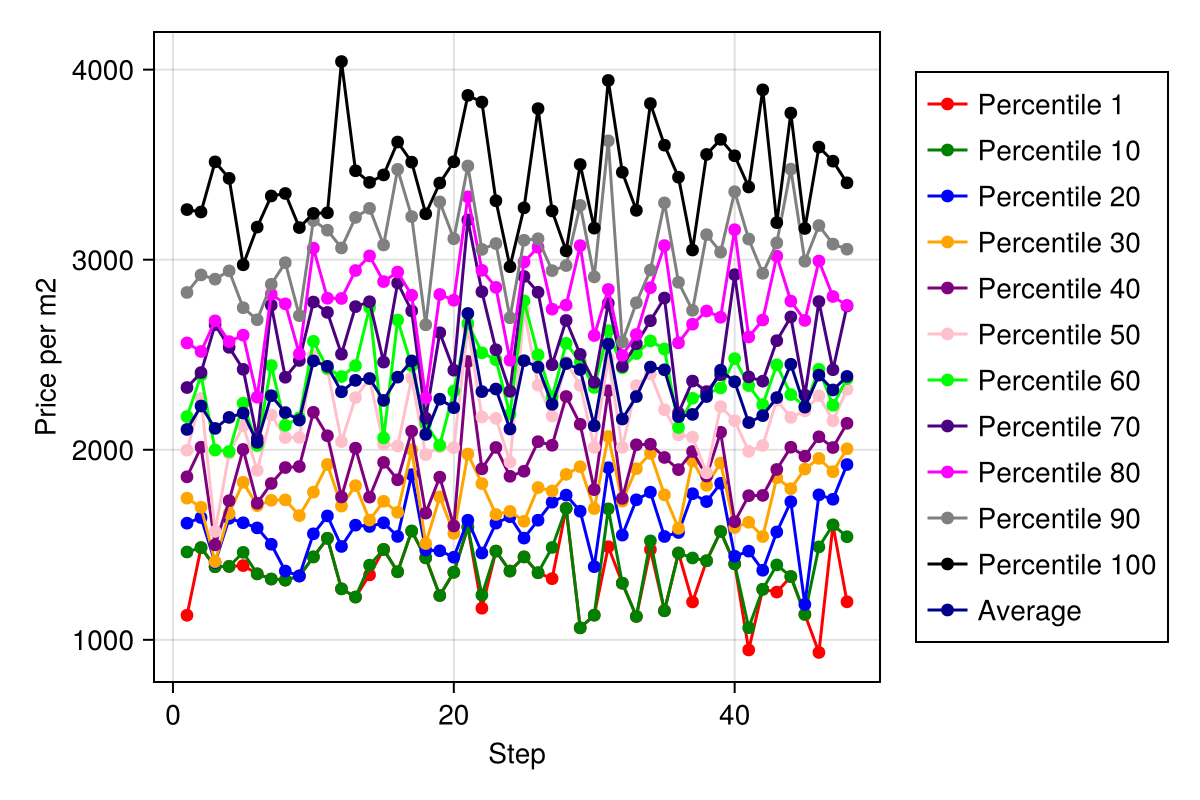 4000
3000
2000
1000
Price per m2
0 20 40
Step
Percentile 1
Percentile 10
Percentile 20
Percentile 30
Percentile 40
Percentile 50
Percentile 60
Percentile 70
Percentile 80
Percentile 90
Percentile 100
Average